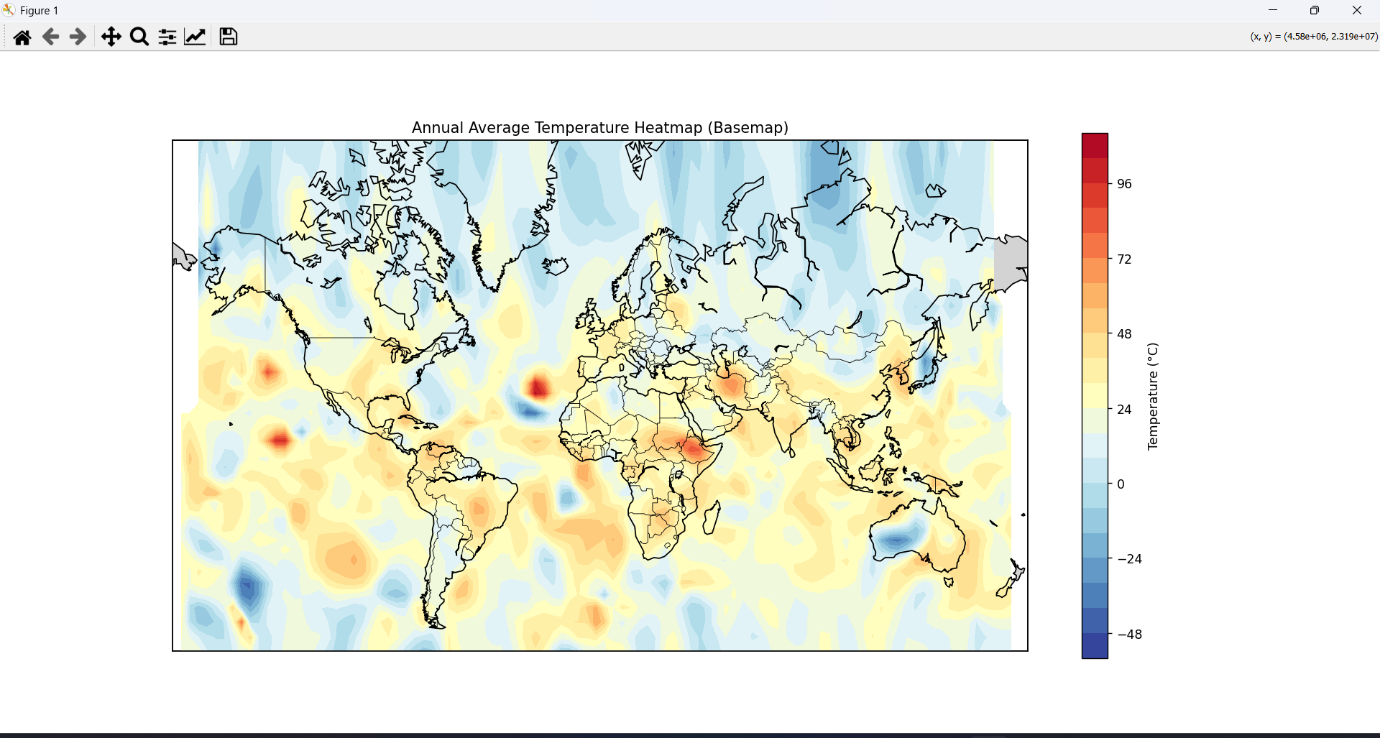 Figure 1
(x, y) = (4.58e+06, 2.319e+07)
Annual Average Temperature Heatmap (Basemap)
96
72
48
24
0
−24
−48
Temperature (°C)